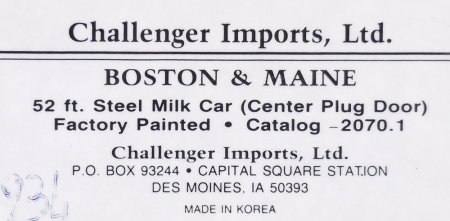 Challenger Imports, Ltd.
BOSTON & MAINE
52 ft. Steel Milk Car (Center Plug Door)
Factory Painted • Catalog -2070.1
Challenger Imports, Ltd.
P.O. BOX 93244 • CAPITAL SQUARE STATION
DES MOINES, IA 50393
MADE IN KOREA